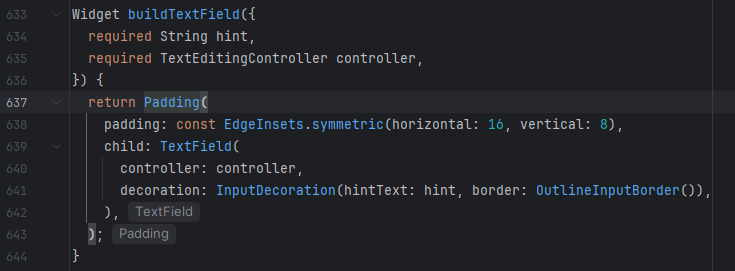 633 Widget buildTextField({
634 required String hint,
635 required TextEditingController controller,
636 }) {
637 return Padding(
638 padding: const EdgeInsets.symmetric(horizontal: 16, vertical: 8),
639 child: TextField(
640 controller: controller,
641 decoration: InputDecoration(hintText: hint, border: OutlineInputBorder()),
642 ), TextField
643 ); Padding
644 }